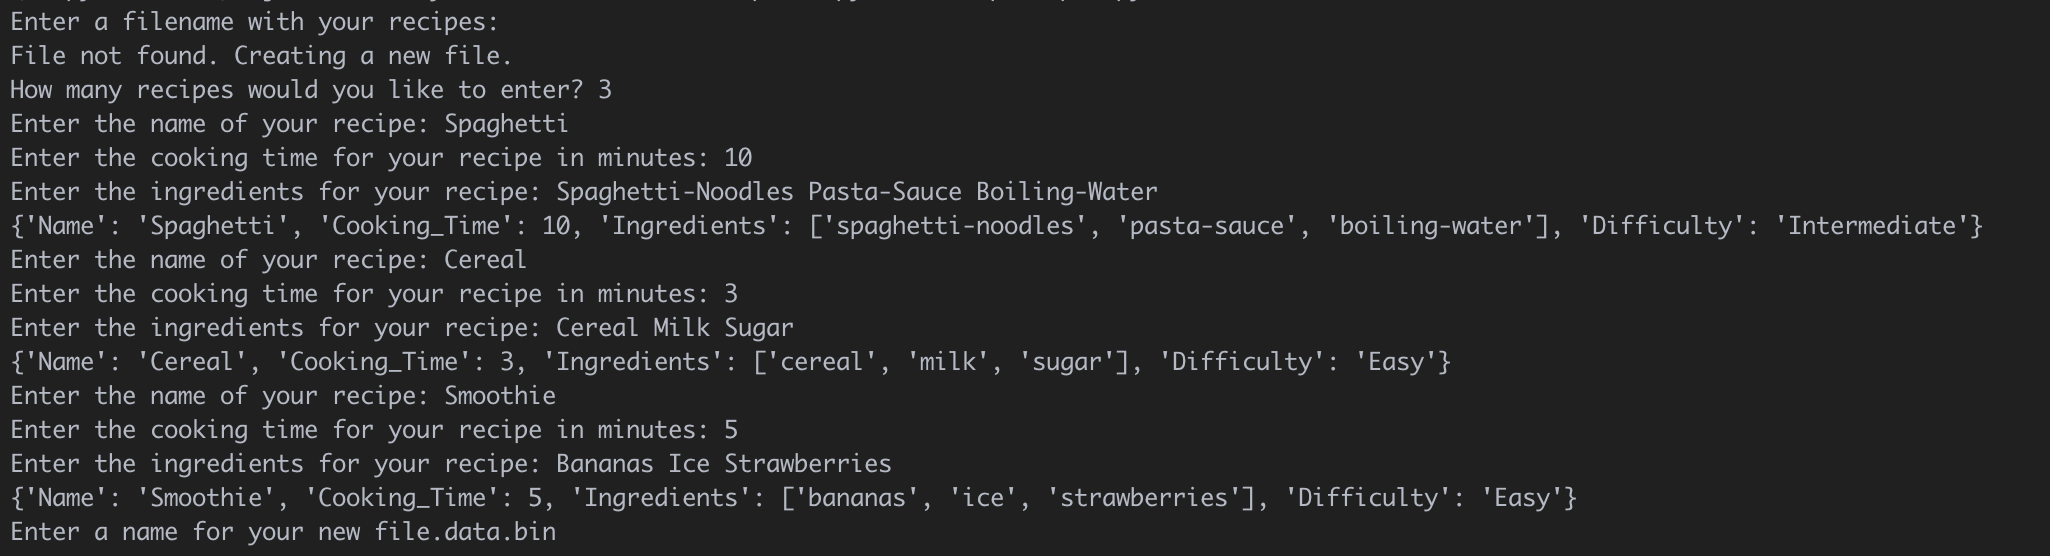 Enter a filename with your recipes:
File not found. Creating a new file.
How many recipes would you like to enter? 3
Enter the name of your recipe: Spaghetti
Enter the cooking time for your recipe in minutes: 10
Enter the ingredients for your recipe: Spaghetti-Noodles Pasta-Sauce Boiling-Water
{'Name': 'Spaghetti', 'Cooking_Time': 10, 'Ingredients': ['spaghetti-noodles', 'pasta-sauce', 'boiling-water'], 'Difficulty': 'Intermediate'}
Enter the name of your recipe: Cereal
Enter the cooking time for your recipe in minutes: 3
Enter the ingredients for your recipe: Cereal Milk Sugar
{'Name': 'Cereal', 'Cooking_Time': 3, 'Ingredients': ['cereal', 'milk', 'sugar'], 'Difficulty': 'Easy'}
Enter the name of your recipe: Smoothie
Enter the cooking time for your recipe in minutes: 5
Enter the ingredients for your recipe: Bananas Ice Strawberries
{'Name': 'Smoothie', 'Cooking_Time': 5, 'Ingredients': ['bananas', 'ice', 'strawberries'], 'Difficulty': 'Easy'}
Enter a name for your new file.data.bin